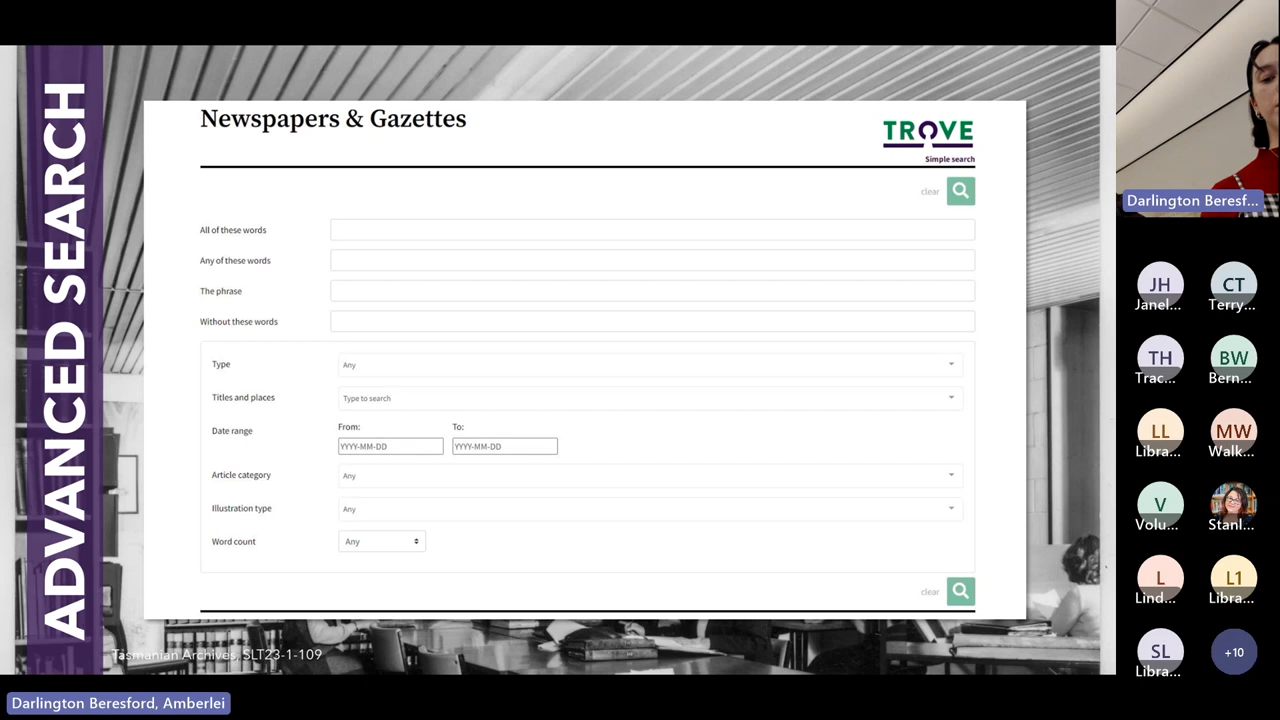 ADVANCED SEARCH
Newspapers & Gazettes
TROVE
Simple search
clear
All of these words
Any of these words
The phrase
Without these words
Type
Any
Titles and places
Type to search
Date range
From:
To:
YYYY-MM-DD
YYYY-MM-DD
Article category
Any
Illustration type
Any
Word count
Any
clear
Tasmanian Archives, SLT23-1-109
Darlington Beresford, Amberlei
Darlington Beresf...
JH
CT
Janel...
Terry...
TH
BW
Trac...
Bern...
LL
MW
Libra...
Walk...
V
Volu...
Stanl...
L
L1
Lind...
Libra...
SL
+10
Libra...